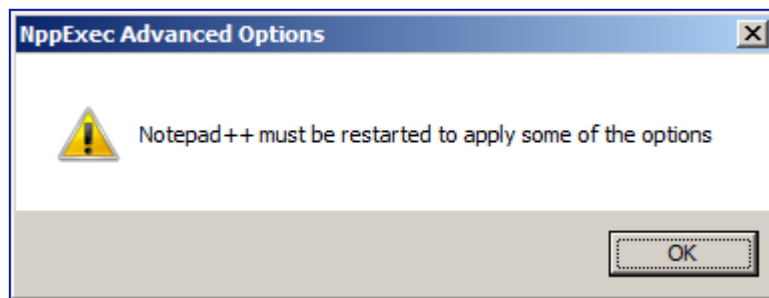 NppExec Advanced Options
Notepad++ must be restarted to apply some of the options
OK